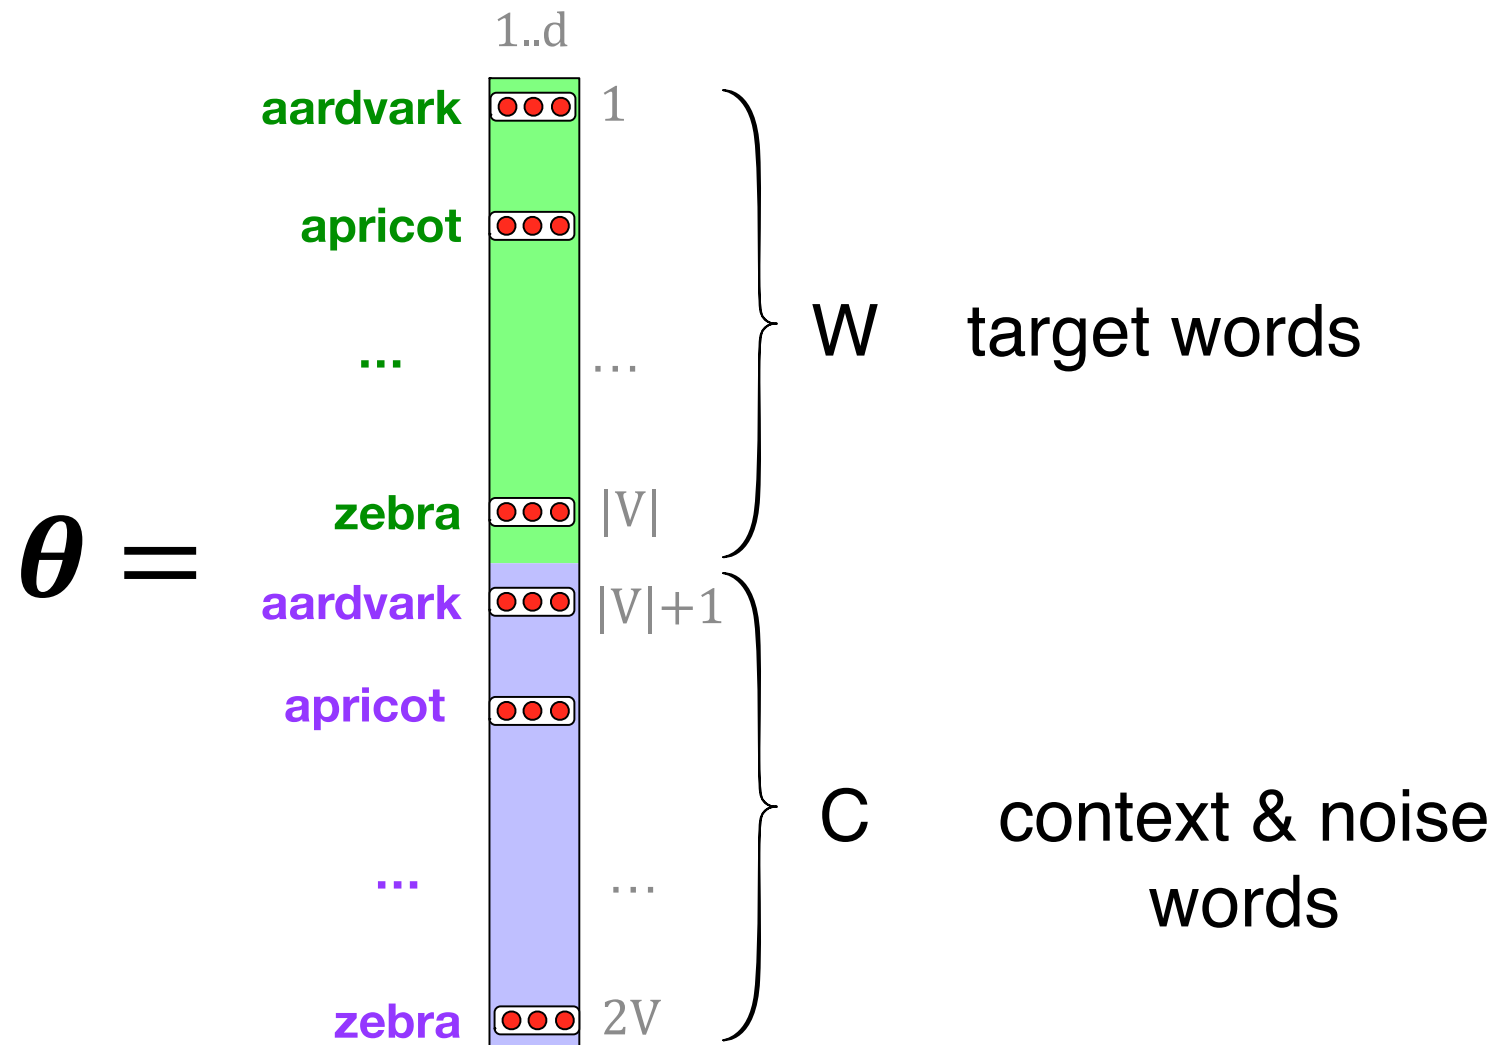 1..d
aardvark 1
apricot
W target words
... ...
zebra |V|
θ =
aardvark |V|+1
apricot
C context & noise
words
... ...
zebra 2V